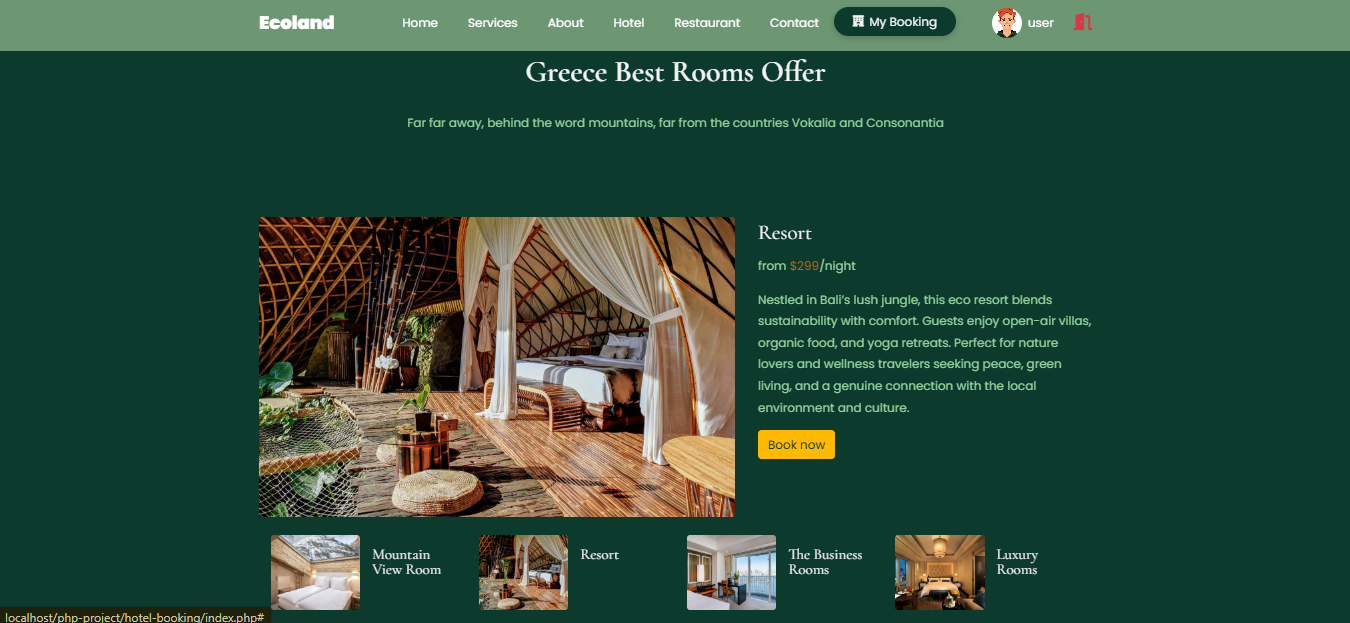 Ecoland
Home
Services
About
Hotel
Restaurant
Contact
My Booking
user
Greece Best Rooms Offer
Far far away, behind the word mountains, far from the countries Vokalia and Consonantia
Resort
from $299/night
Nestled in Bali's lush jungle, this eco resort blends
sustainability with comfort. Guests enjoy open-air villas,
organic food, and yoga retreats. Perfect for nature
lovers and wellness travelers seeking peace, green
living, and a genuine connection with the local
environment and culture.
Book now
Mountain
View Room
Resort
The Business
Rooms
Luxury
Rooms
localhost/php-project/hotel-booking/index.php#